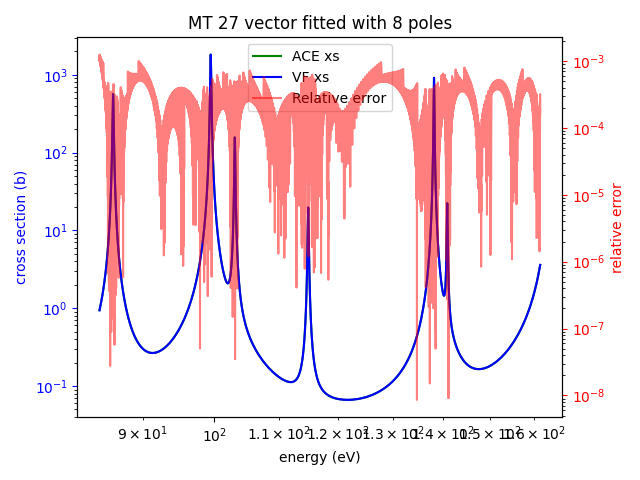 MT 27 vector fitted with 8 poles
ACE xs
VF xs
Relative error
cross section (b)
10³
10²
10¹
10⁰
10⁻¹
10⁻³
10⁻⁴
10⁻⁵
10⁻⁶
10⁻⁷
10⁻⁸
relative error
9×10¹ 10² 1.1×10² 1.2×10² 1.3×10² 1.4×10² 1.5×10² 1.6×10²
energy (eV)